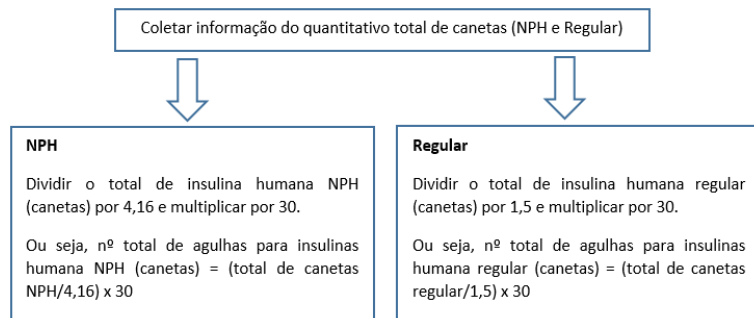 Coletar informação do quantitativo total de canetas (NPH e Regular)
NPH
Dividir o total de insulina humana NPH
(canetas) por 4,16 e multiplicar por 30.
Ou seja, nº total de agulhas para insulinas
humana NPH (canetas) = (total de canetas
NPH/4,16) x 30
Regular
Dividir o total de insulina humana regular
(canetas) por 1,5 e multiplicar por 30.
Ou seja, nº total de agulhas para insulinas
humana regular (canetas) = (total de canetas
regular/1,5) x 30